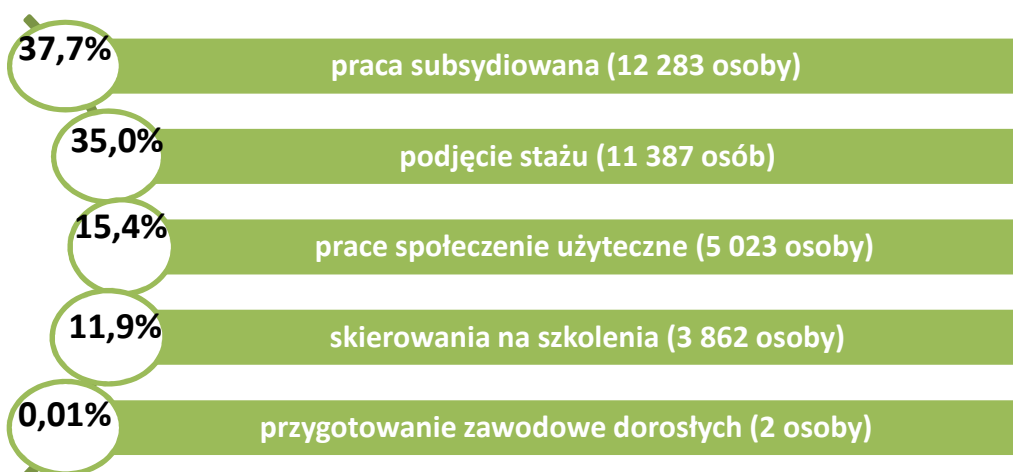 37,7%
praca subsydiowana (12 283 osoby)
35,0%
podjęcie stażu (11 387 osób)
15,4%
prace społeczenie użyteczne (5 023 osoby)
11,9%
skierowania na szkolenia (3 862 osoby)
0,01%
przygotowanie zawodowe dorosłych (2 osoby)